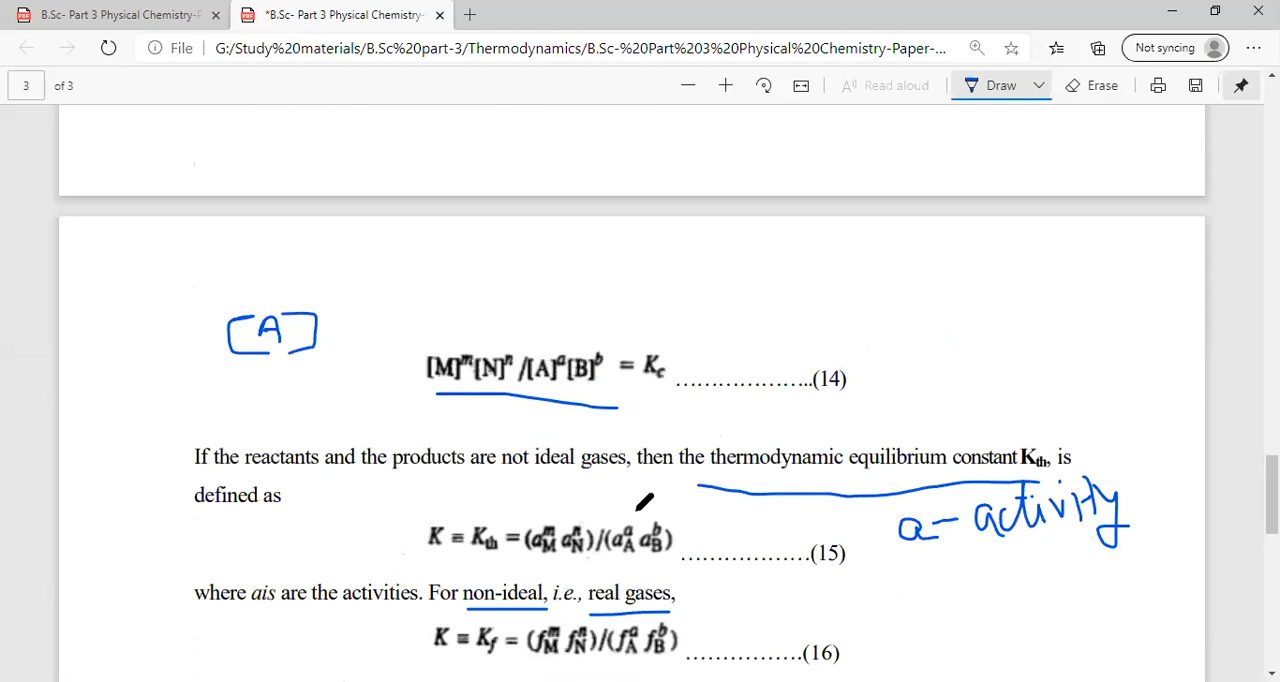 B.Sc- Part 3 Physical Chemistry-P
*B.Sc- Part 3 Physical Chemistry-
File
G:/Study%20materials/B.Sc%20part-3/Thermodynamics/B.Sc-%20Part%203%20Physical%20Chemistry-Paper-...
Not syncing
3 of 3
Read aloud
Draw
Erase
[A]
[M]ᵐ[N]ⁿ /[A]ᵃ[B]ᵇ = K_c ………………..(14)
If the reactants and the products are not ideal gases, then the thermodynamic equilibrium constant K_th, is
defined as
a - activity
K ≡ K_th = (a_M^m a_N^n)/(a_A^a a_B^b) ………………(15)
where ais are the activities. For non-ideal, i.e., real gases,
K ≡ K_f = (f_M^m f_N^n)/(f_A^a f_B^b) ……………(16)